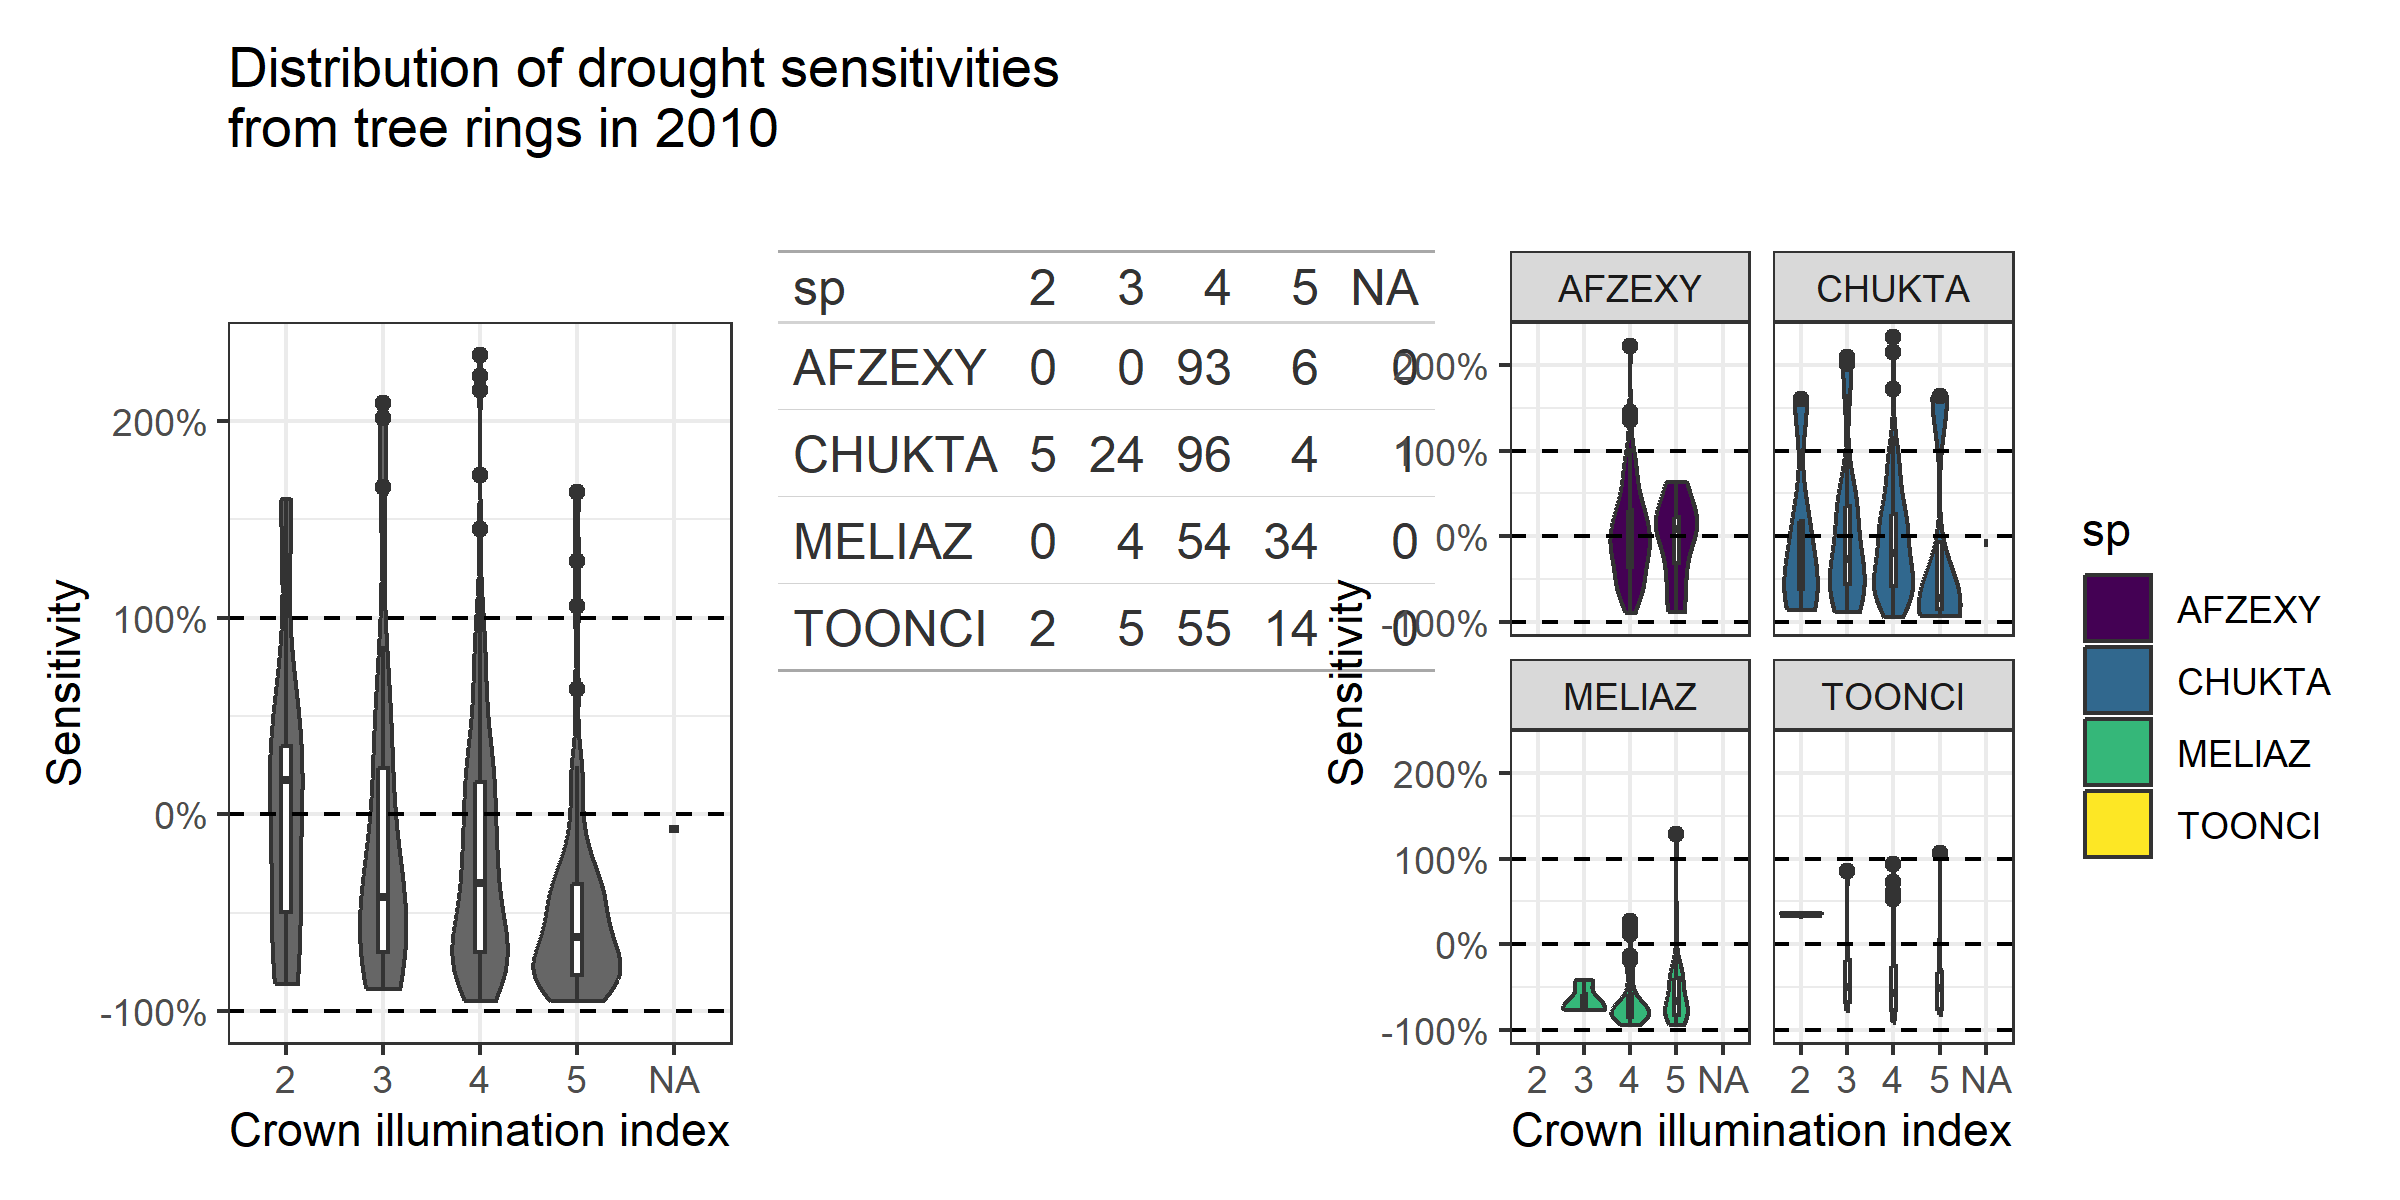 Distribution of drought sensitivities
from tree rings in 2010
Sensitivity
200%
100%
0%
-100%
2 3 4 5 NA
Crown illumination index
sp 2 3 4 5 NA
AFZEXY 0 0 93 6 0
CHUKTA 5 24 96 4 1
MELIAZ 0 4 54 34 0
TOONCI 2 5 55 14 0
Sensitivity
AFZEXY CHUKTA
200%
100%
0%
-100%
MELIAZ TOONCI
200%
100%
0%
-100%
2 3 4 5 NA 2 3 4 5 NA
Crown illumination index
sp
AFZEXY
CHUKTA
MELIAZ
TOONCI